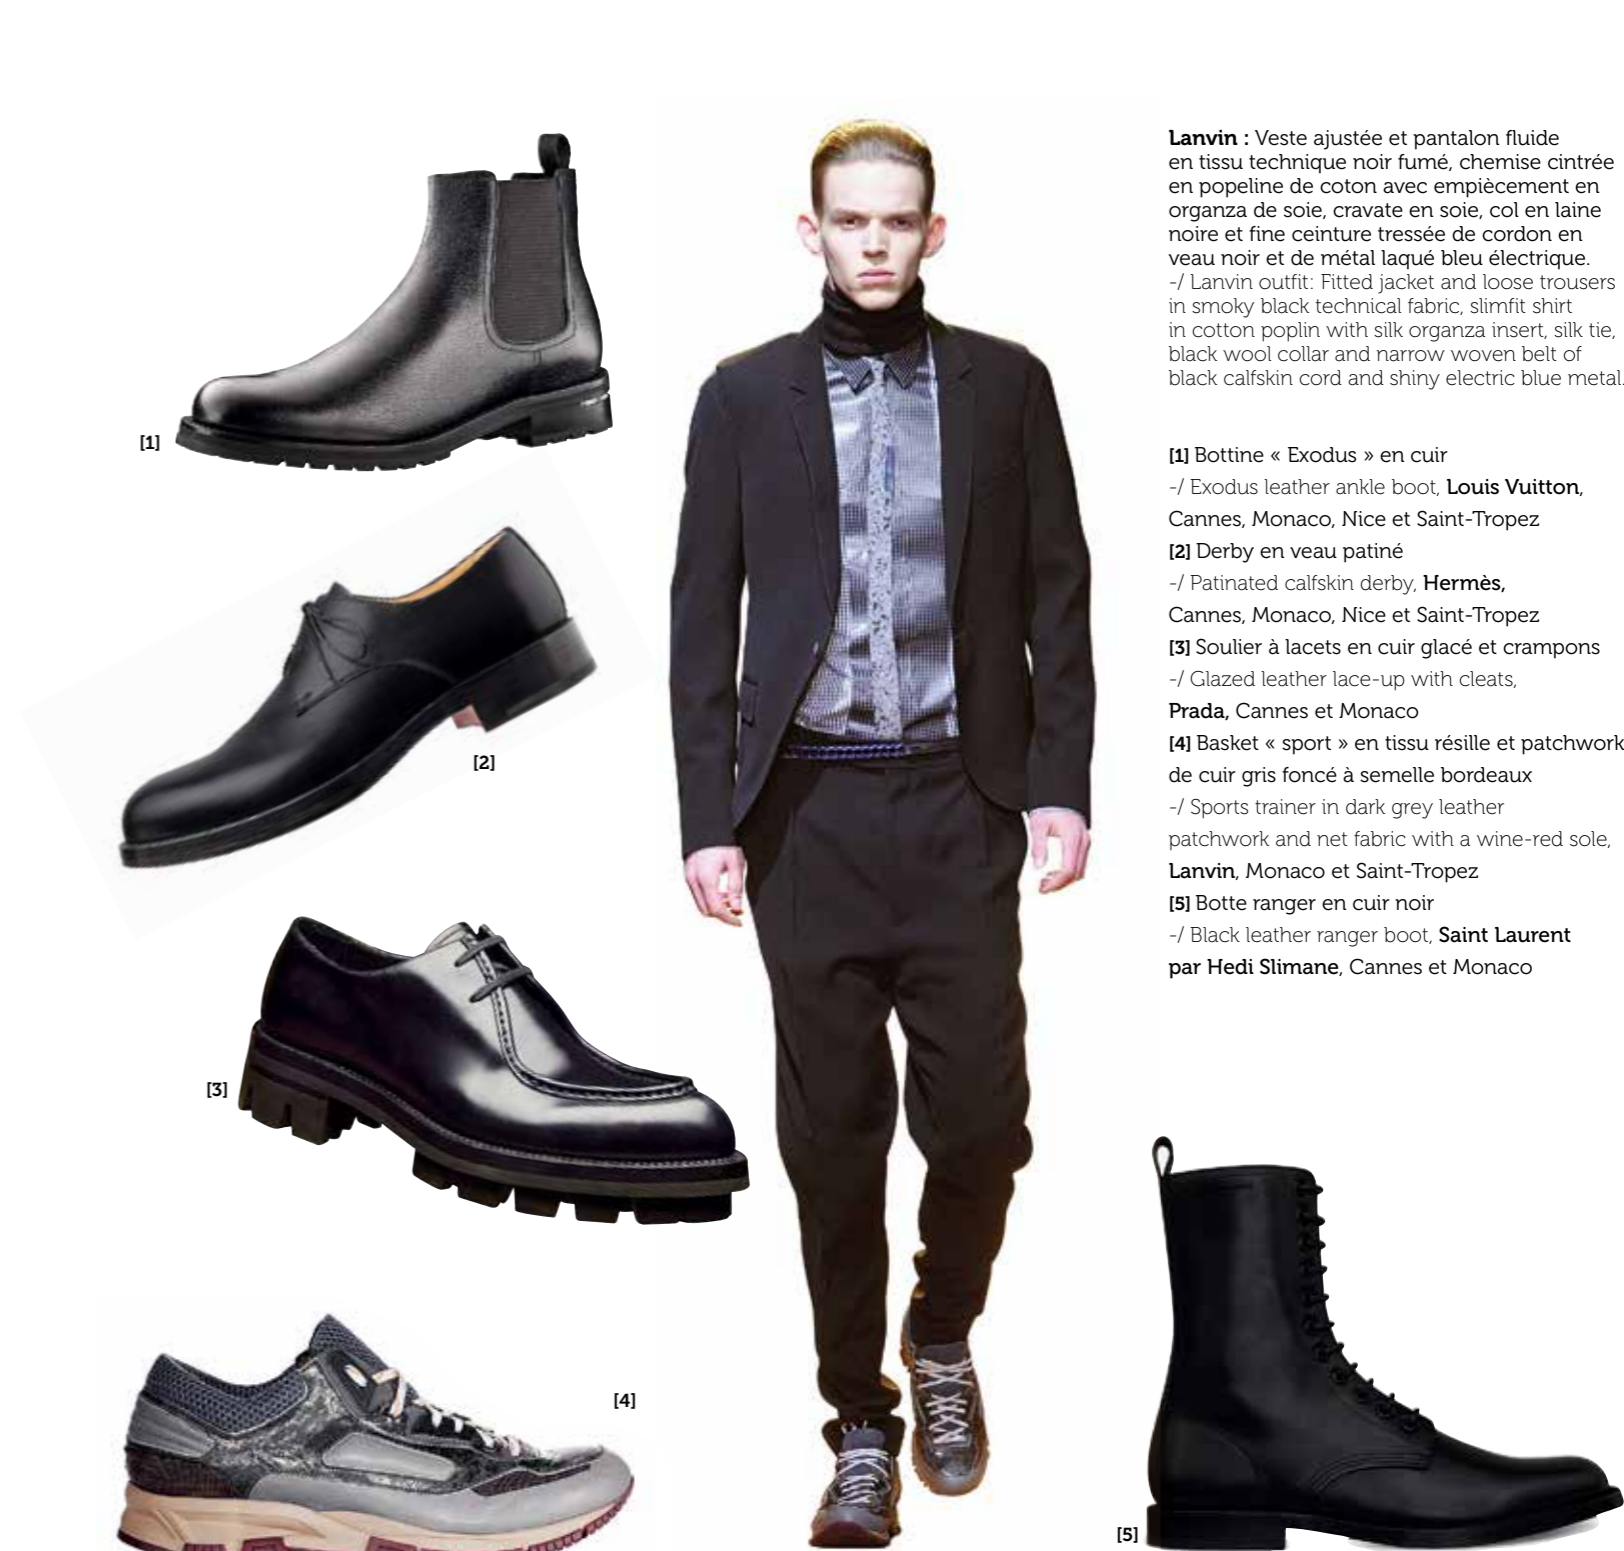 Lanvin : Veste ajustée et pantalon fluide
en tissu technique noir fumé, chemise cintrée
en popeline de coton avec empiècement en
organza de soie, cravate en soie, col en laine
noire et fine ceinture tressée de cordon en
veau noir et de métal laqué bleu électrique.
-/ Lanvin outfit: Fitted jacket and loose trousers
in smoky black technical fabric, slimfit shirt
in cotton poplin with silk organza insert, silk tie,
black wool collar and narrow woven belt of
black calfskin cord and shiny electric blue metal.
[1] Bottine « Exodus » en cuir
-/ Exodus leather ankle boot, Louis Vuitton,
Cannes, Monaco, Nice et Saint-Tropez
[2] Derby en veau patiné
-/ Patinated calfskin derby, Hermès,
Cannes, Monaco, Nice et Saint-Tropez
[3] Soulier à lacets en cuir glacé et crampons
-/ Glazed leather lace-up with cleats,
Prada, Cannes et Monaco
[4] Basket « sport » en tissu résille et patchwork
de cuir gris foncé à semelle bordeaux
-/ Sports trainer in dark grey leather
patchwork and net fabric with a wine-red sole,
Lanvin, Monaco et Saint-Tropez
[5] Botte ranger en cuir noir
-/ Black leather ranger boot, Saint Laurent
par Hedi Slimane, Cannes et Monaco
[1]
[2]
[3]
[4]
[5]